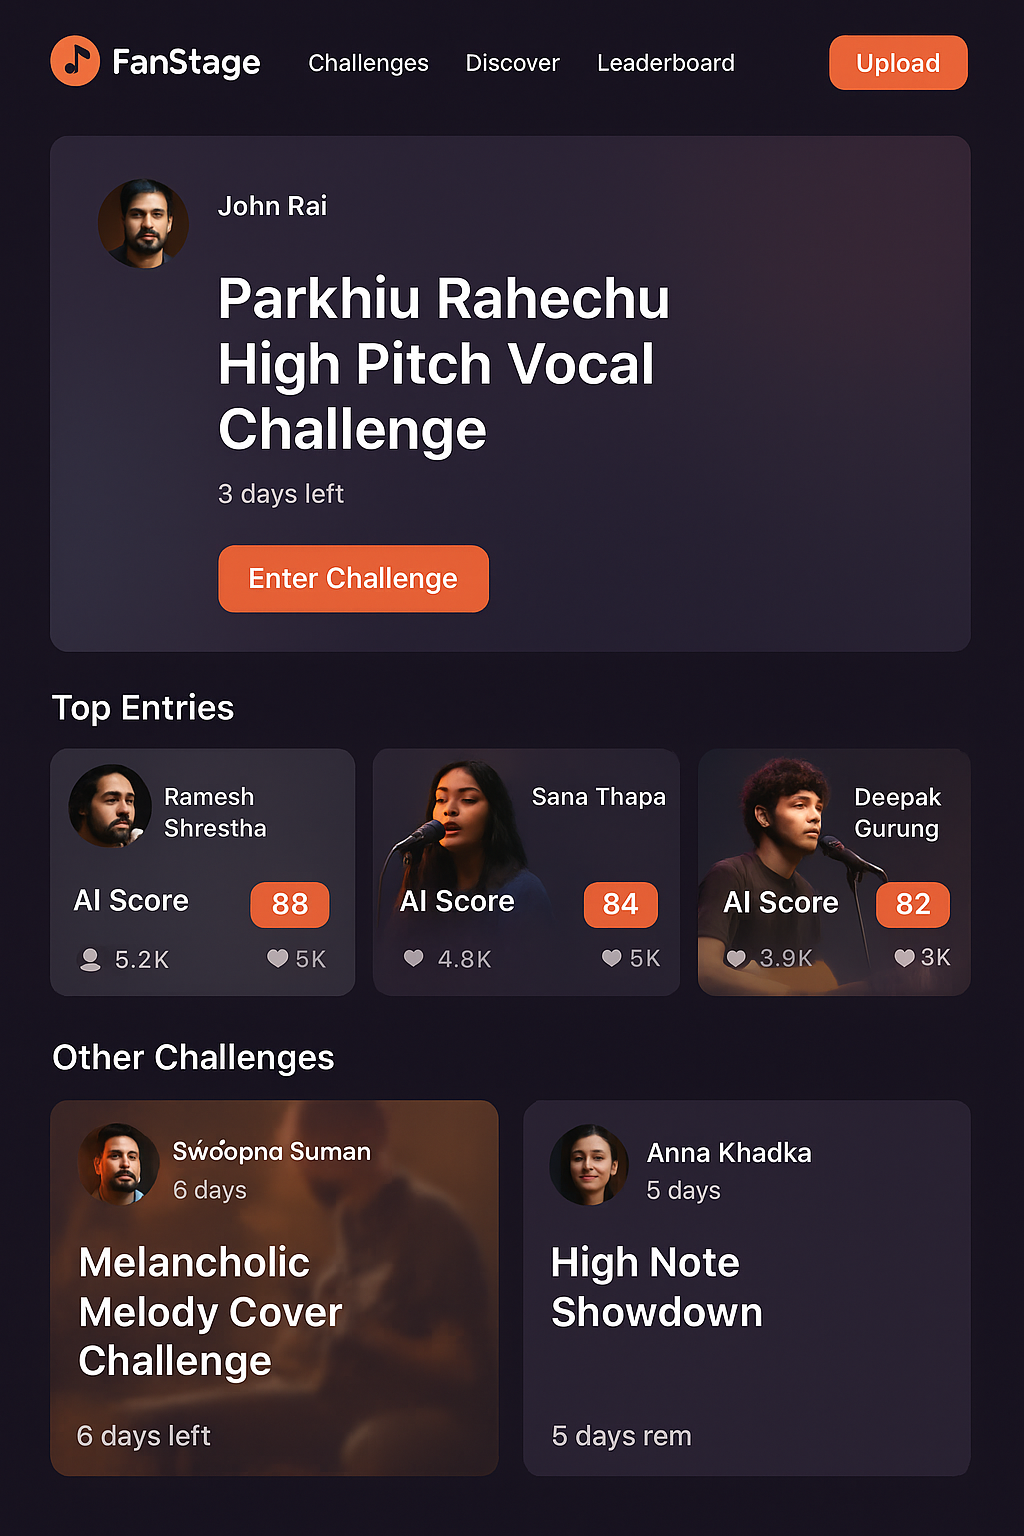 FanStage
Challenges
Discover
Leaderboard
Upload
John Rai
Parkhiu Rahechu
High Pitch Vocal
Challenge
3 days left
Enter Challenge
Top Entries
Ramesh
Shrestha
AI Score
88
5.2K
5K
Sana Thapa
AI Score
84
4.8K
5K
Deepak
Gurung
AI Score
82
3.9K
3K
Other Challenges
Suman
6 days
Melancholic
Melody Cover
Challenge
6 days left
Anna Khadka
5 days
High Note
Showdown
5 days rem